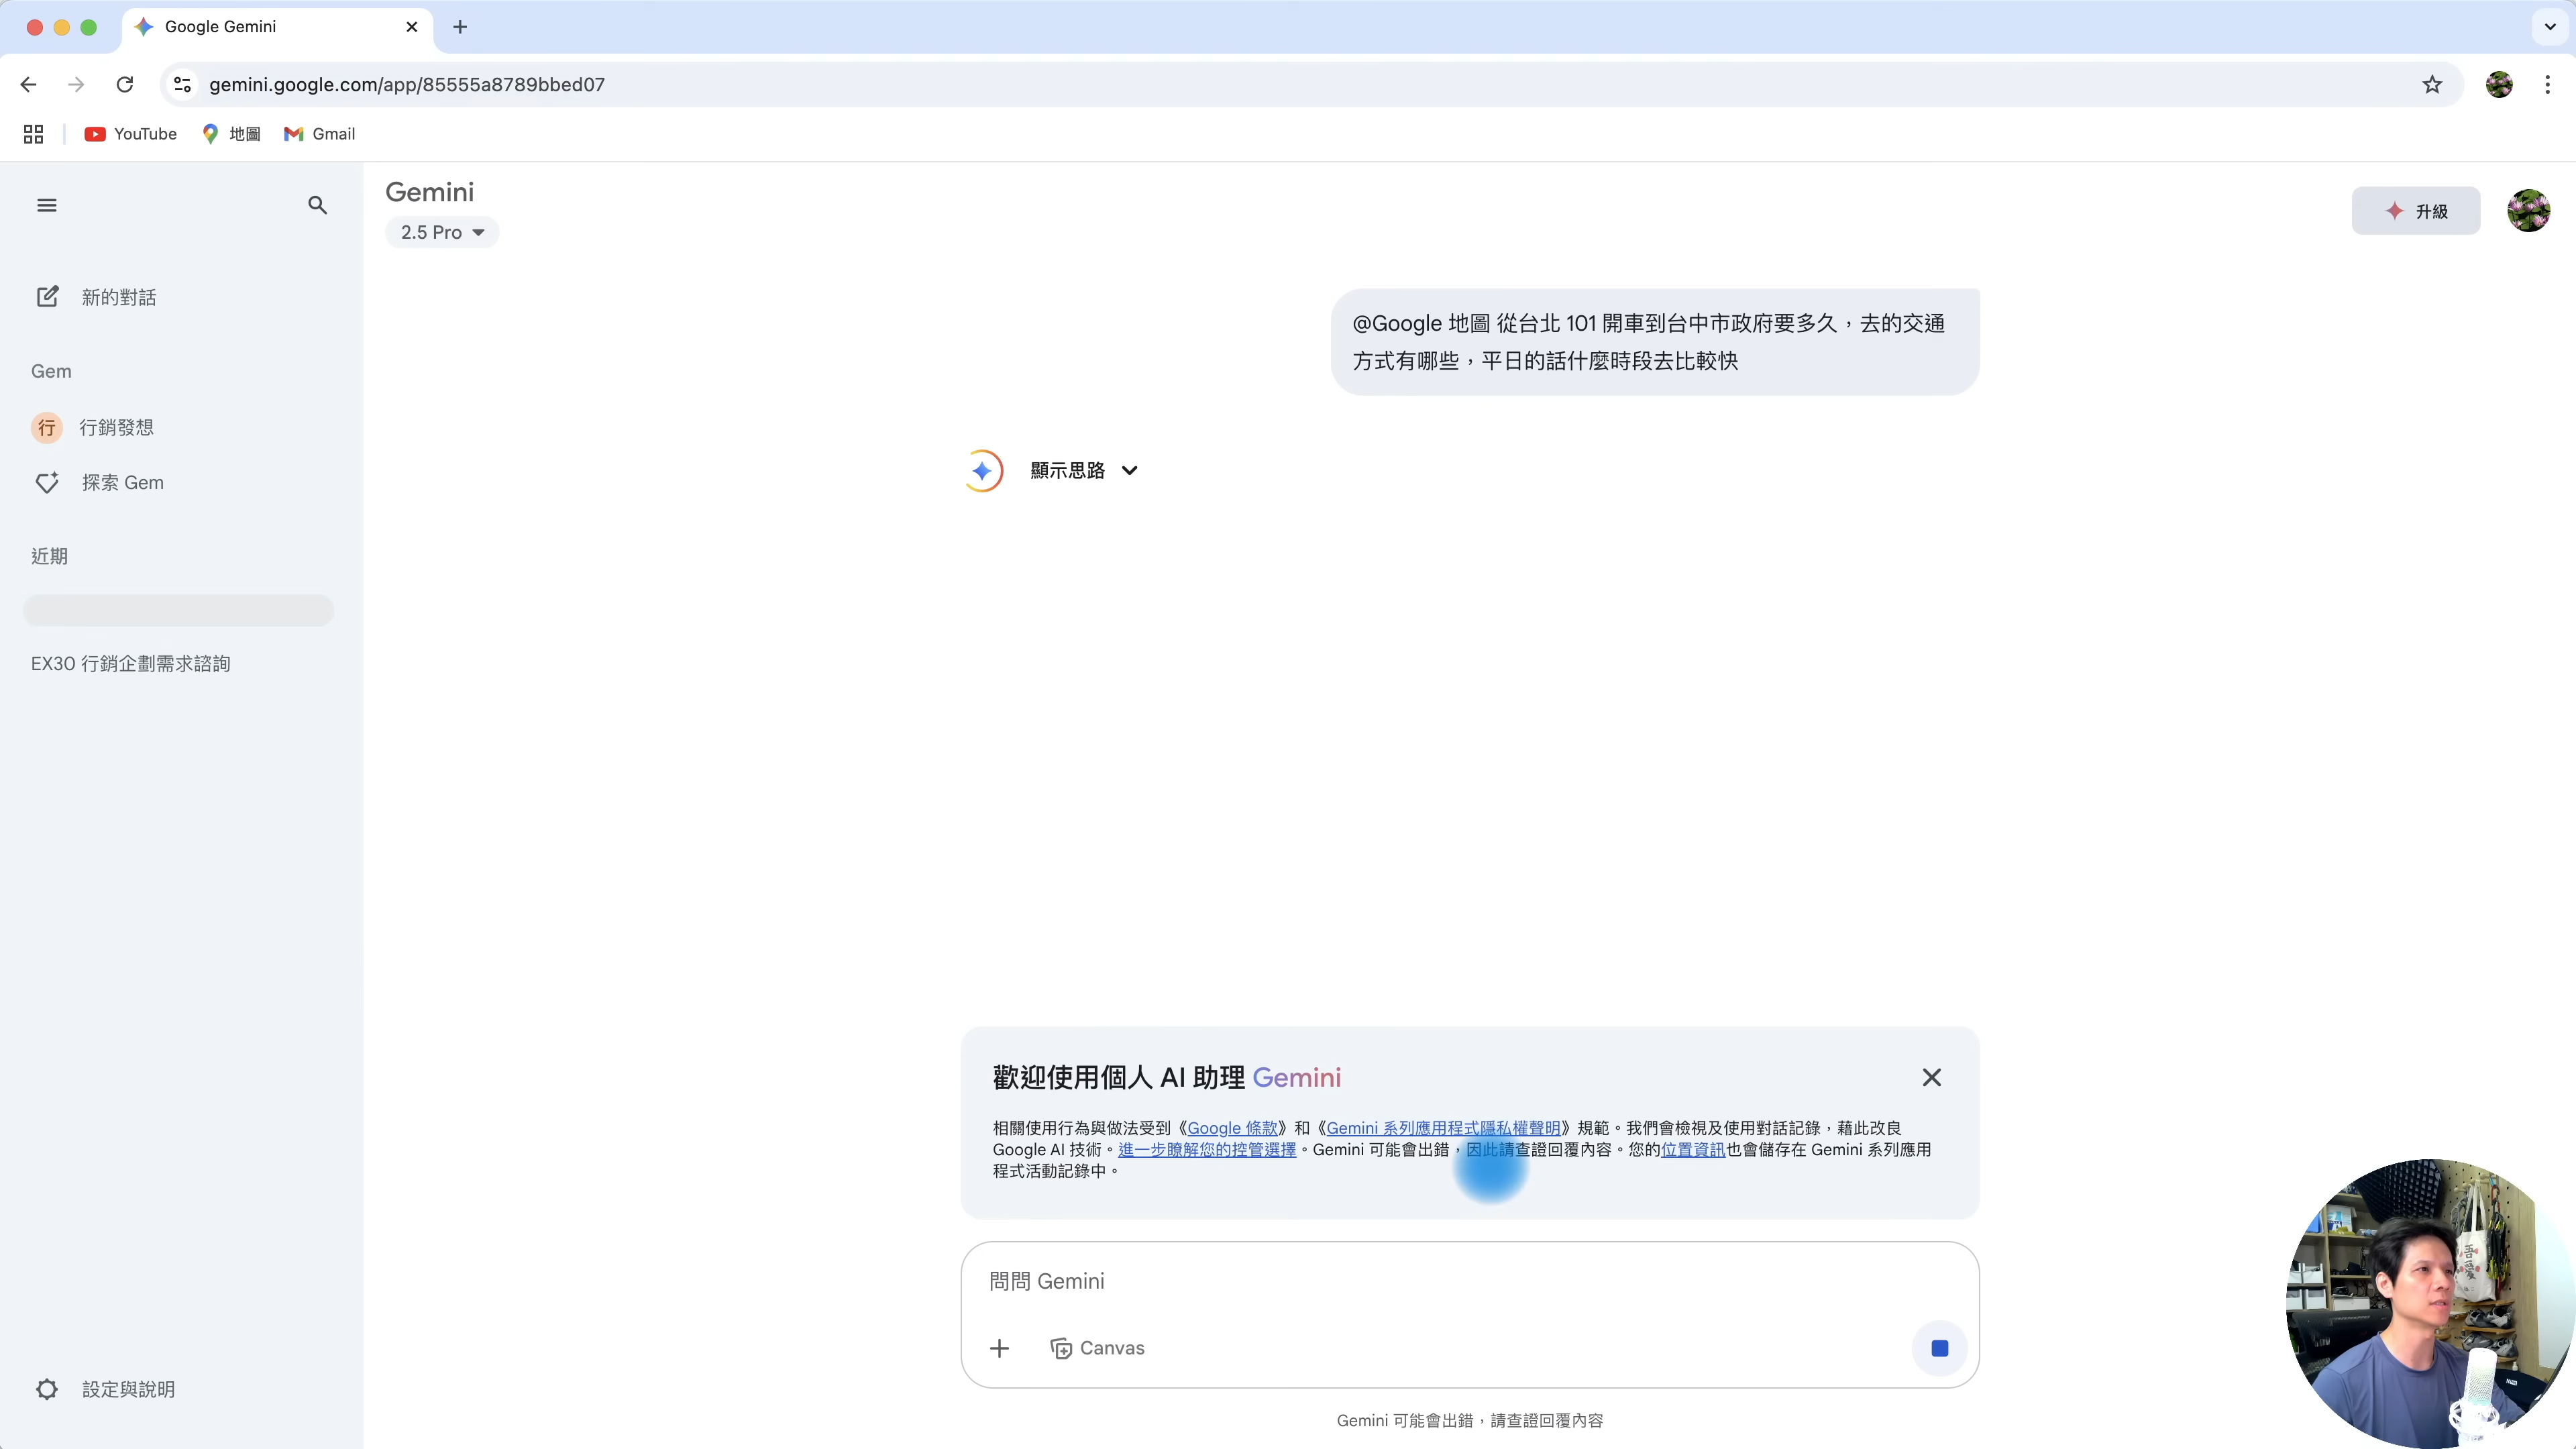 Google Gemini
gemini.google.com/app/85555a8789bbed07
YouTube
地圖
Gmail
Gemini
2.5 Pro
升級
新的對話
Gem
行 行銷發想
探索 Gem
近期
EX30 行銷企劃需求諮詢
設定與說明
@Google 地圖 從台北 101 開車到台中市政府要多久，去的交通
方式有哪些，平日的話什麼時段去比較快
顯示思路
歡迎使用個人 AI 助理 Gemini
相關使用行為與做法受到《Google 條款》和《Gemini 系列應用程式隱私權聲明》規範。我們會檢視及使用對話記錄，藉此改良
Google AI 技術。進一步瞭解您的控管選擇。Gemini 可能會出錯，因此請查證回覆內容。您的位置資訊也會儲存在 Gemini 系列應用
程式活動記錄中。
問問 Gemini
Canvas
Gemini 可能會出錯，請查證回覆內容